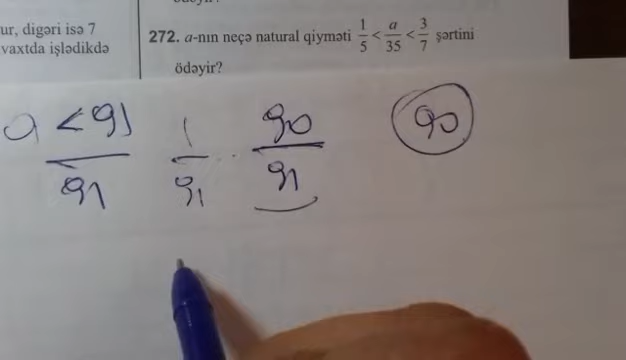 ur, digəri isə 7
vaxtda işlədikdə
272. a-nın neçə natural qiyməti 1/5 < a/35 < 3/7 şərtini
ödəyir?
a < 91
91
1/91 . . 90/91
90